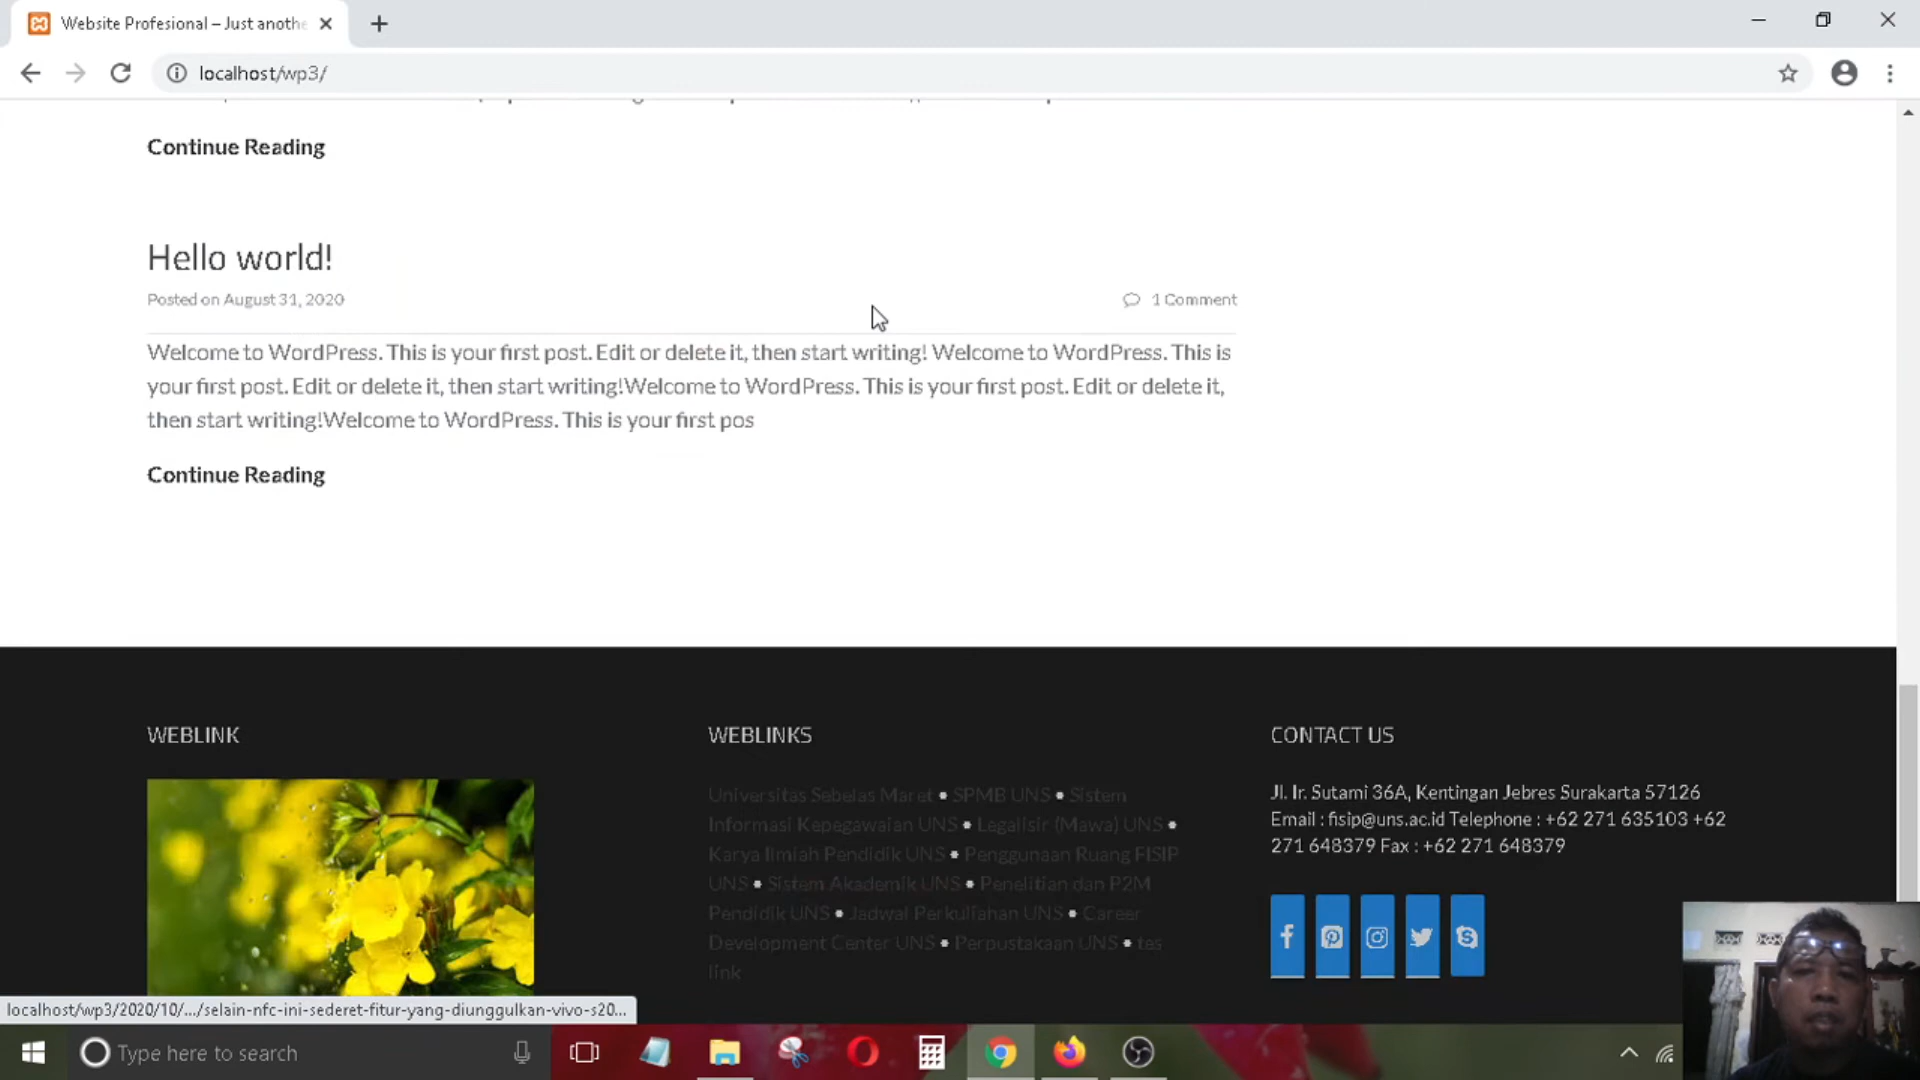 Website Profesional – Just anothe
localhost/wp3/
Continue Reading
Hello world!
Posted on August 31, 2020
1 Comment
Welcome to WordPress. This is your first post. Edit or delete it, then start writing! Welcome to WordPress. This is
your first post. Edit or delete it, then start writing!Welcome to WordPress. This is your first post. Edit or delete it,
then start writing!Welcome to WordPress. This is your first pos
Continue Reading
WEBLINK
WEBLINKS
Universitas Sebelas Maret • SPMB UNS • Sistem
Informasi Kepegawaian UNS • Legalisir (Mawa) UNS •
Karya Ilmiah Pendidik UNS • Penggunaan Ruang FISIP
UNS • Sistem Akademik UNS • Penelitian dan P2M
Pendidik UNS • Jadwal Perkuliahan UNS • Career
Development Center UNS • Perpustakaan UNS • tes
link
CONTACT US
Jl. Ir. Sutami 36A, Kentingan Jebres Surakarta 57126
Email : fisip@uns.ac.id Telephone : +62 271 635103 +62
271 648379 Fax : +62 271 648379
localhost/wp3/2020/10/.../selain-nfc-ini-sederet-fitur-yang-diunggulkan-vivo-s20...
Type here to search